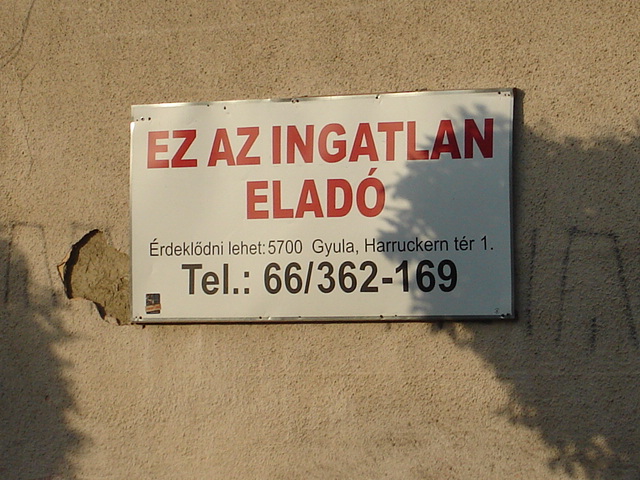 EZ AZ INGATLAN
ELADÓ
Érdeklődni lehet: 5700 Gyula, Harruckern tér 1.
Tel.: 66/362-169